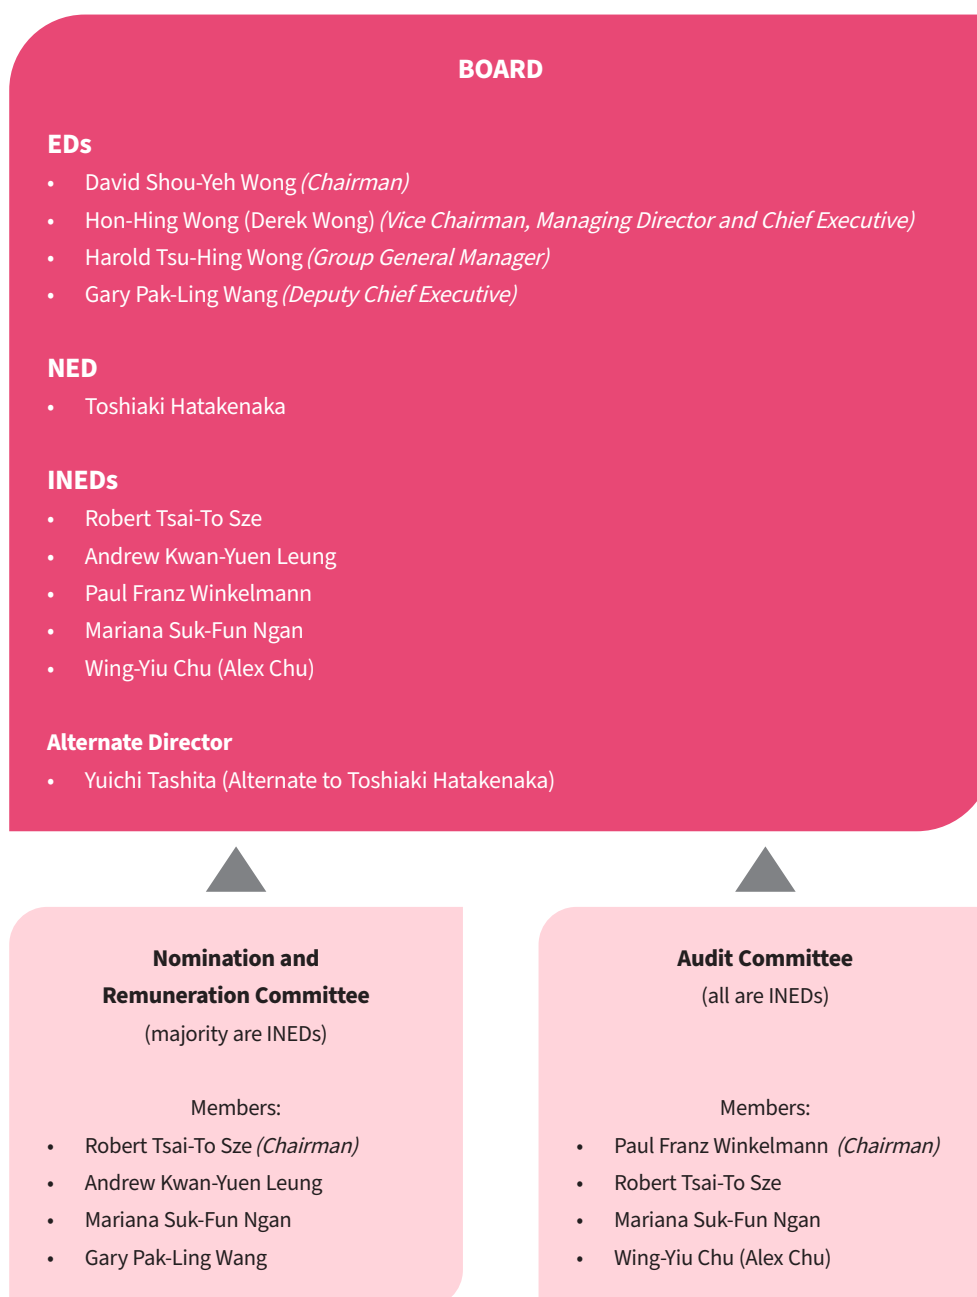 BOARD
EDs
• David Shou-Yeh Wong (Chairman)
• Hon-Hing Wong (Derek Wong) (Vice Chairman, Managing Director and Chief Executive)
• Harold Tsu-Hing Wong (Group General Manager)
• Gary Pak-Ling Wang (Deputy Chief Executive)
NED
• Toshiaki Hatakenaka
INEDs
• Robert Tsai-To Sze
• Andrew Kwan-Yuen Leung
• Paul Franz Winkelmann
• Mariana Suk-Fun Ngan
• Wing-Yiu Chu (Alex Chu)
Alternate Director
• Yuichi Tashita (Alternate to Toshiaki Hatakenaka)
Nomination and
Remuneration Committee
(majority are INEDs)
Members:
• Robert Tsai-To Sze (Chairman)
• Andrew Kwan-Yuen Leung
• Mariana Suk-Fun Ngan
• Gary Pak-Ling Wang
Audit Committee
(all are INEDs)
Members:
• Paul Franz Winkelmann (Chairman)
• Robert Tsai-To Sze
• Mariana Suk-Fun Ngan
• Wing-Yiu Chu (Alex Chu)